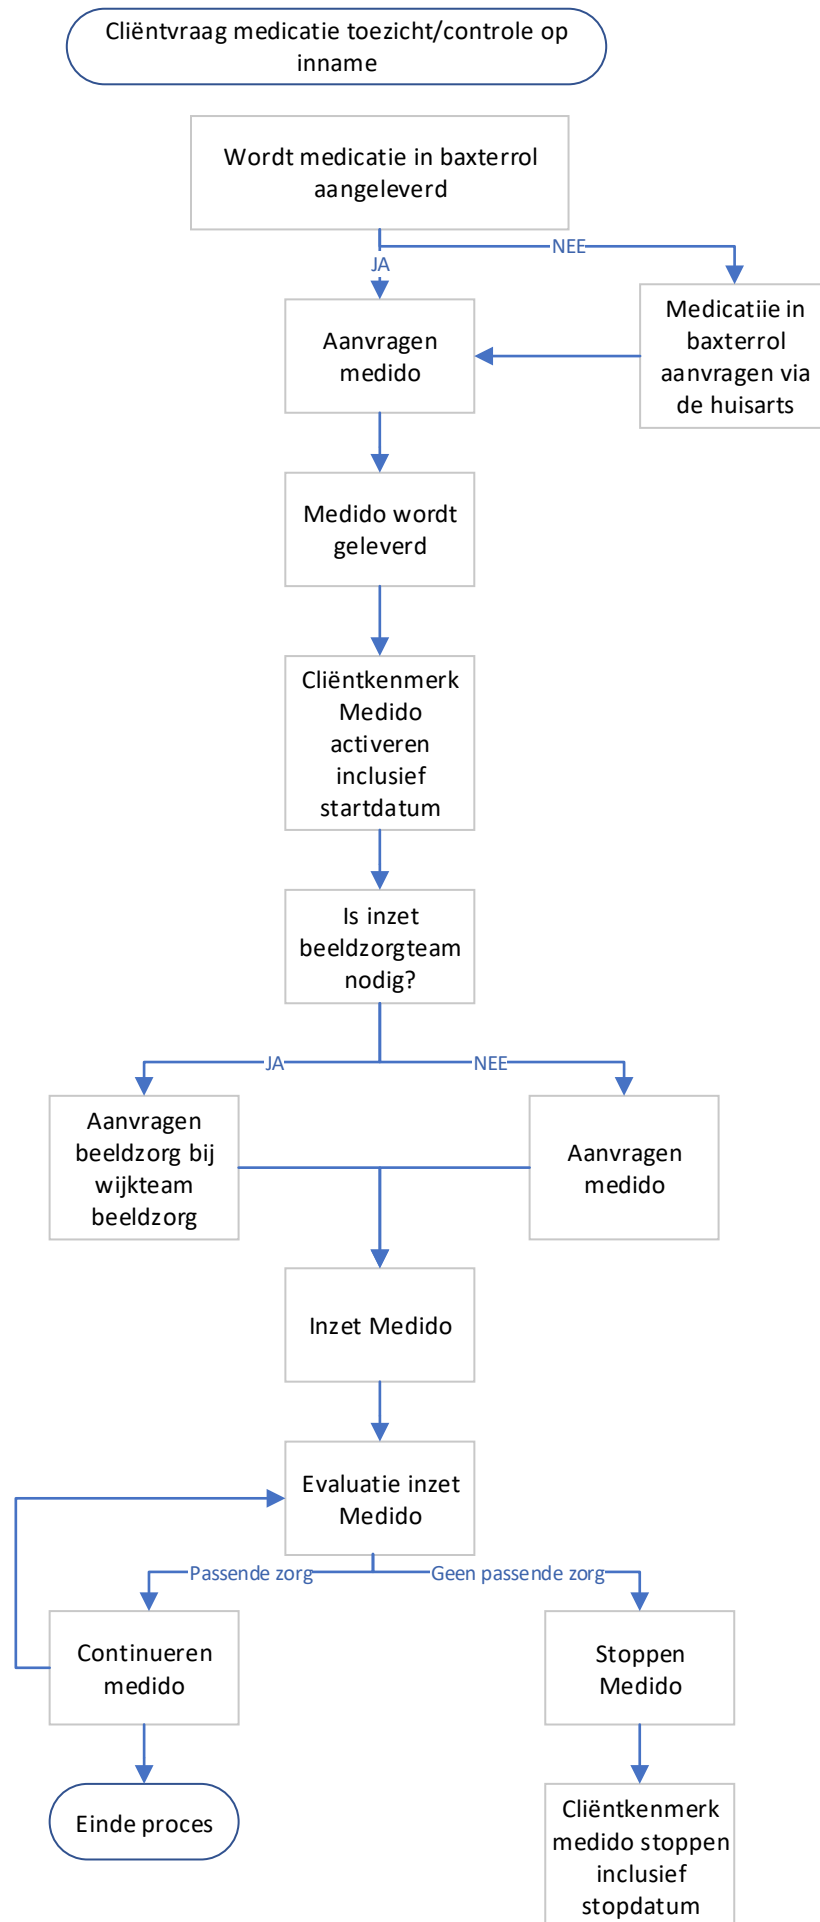 Cliëntvraag medicatie toezicht/controle op
inname
Wordt medicatie in baxterrol
aangeleverd
NEE
JA
Aanvragen
medido
Medicatiie in
baxterrol
aanvragen via
de huisarts
Medido wordt
geleverd
Cliëntkenmerk
Medido
activeren
inclusief
startdatum
Is inzet
beeldzorgteam
nodig?
JA
NEE
Aanvragen
beeldzorg bij
wijkteam
beeldzorg
Aanvragen
medido
Inzet Medido
Evaluatie inzet
Medido
Passende zorg
Geen passende zorg
Continueren
medido
Stoppen
Medido
Einde proces
Cliëntkenmerk
medido stoppen
inclusief
stopdatum